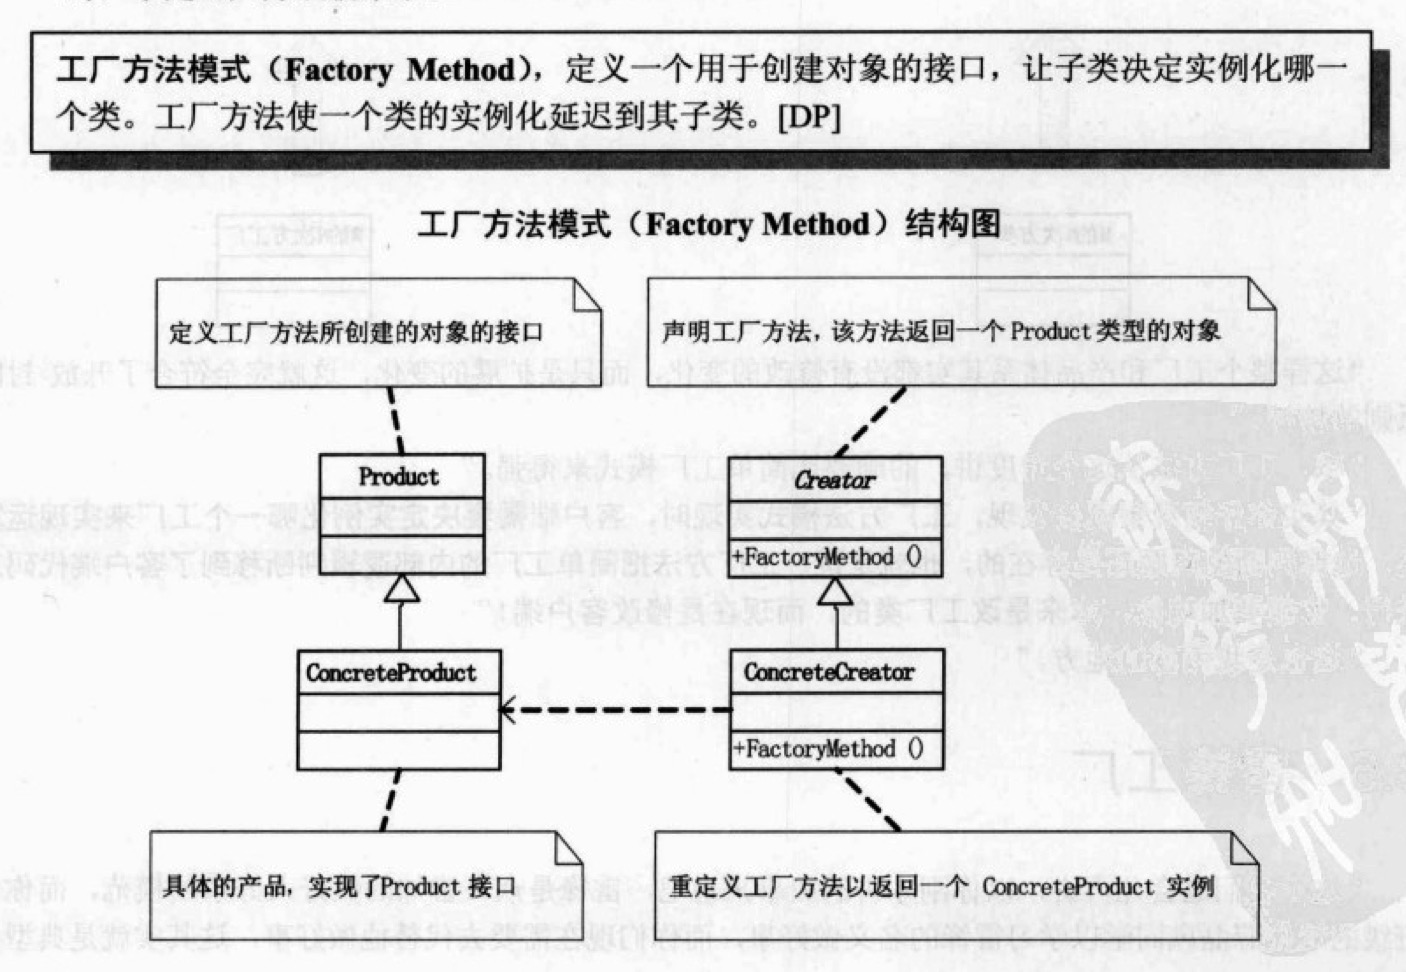 工厂方法模式（Factory Method），定义一个用于创建对象的接口，让子类决定实例化哪一
个类。工厂方法使一个类的实例化延迟到其子类。[DP]
工厂方法模式（Factory Method）结构图
定义工厂方法所创建的对象的接口
声明工厂方法，该方法返回一个Product类型的对象
Product
Creator
+FactoryMethod ()
ConcreteProduct
ConcreteCreator
+FactoryMethod ()
具体的产品，实现了Product 接口
重定义工厂方法以返回一个 ConcreteProduct 实例